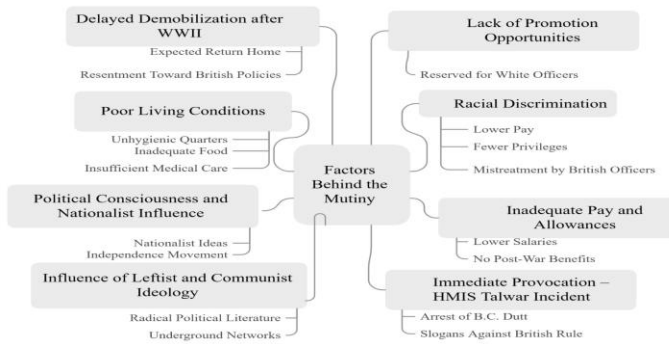 Delayed Demobilization after
WWII
Expected Return Home
Resentment Toward British Policies
Poor Living Conditions
Unhygienic Quarters
Inadequate Food
Insufficient Medical Care
Political Consciousness and
Nationalist Influence
Nationalist Ideas
Independence Movement
Influence of Leftist and Communist
Ideology
Radical Political Literature
Underground Networks
Factors
Behind the
Mutiny
Lack of Promotion
Opportunities
Reserved for White Officers
Racial Discrimination
Lower Pay
Fewer Privileges
Mistreatment by British Officers
Inadequate Pay and
Allowances
Lower Salaries
No Post-War Benefits
Immediate Provocation –
HMIS Talwar Incident
Arrest of B.C. Dutt
Slogans Against British Rule